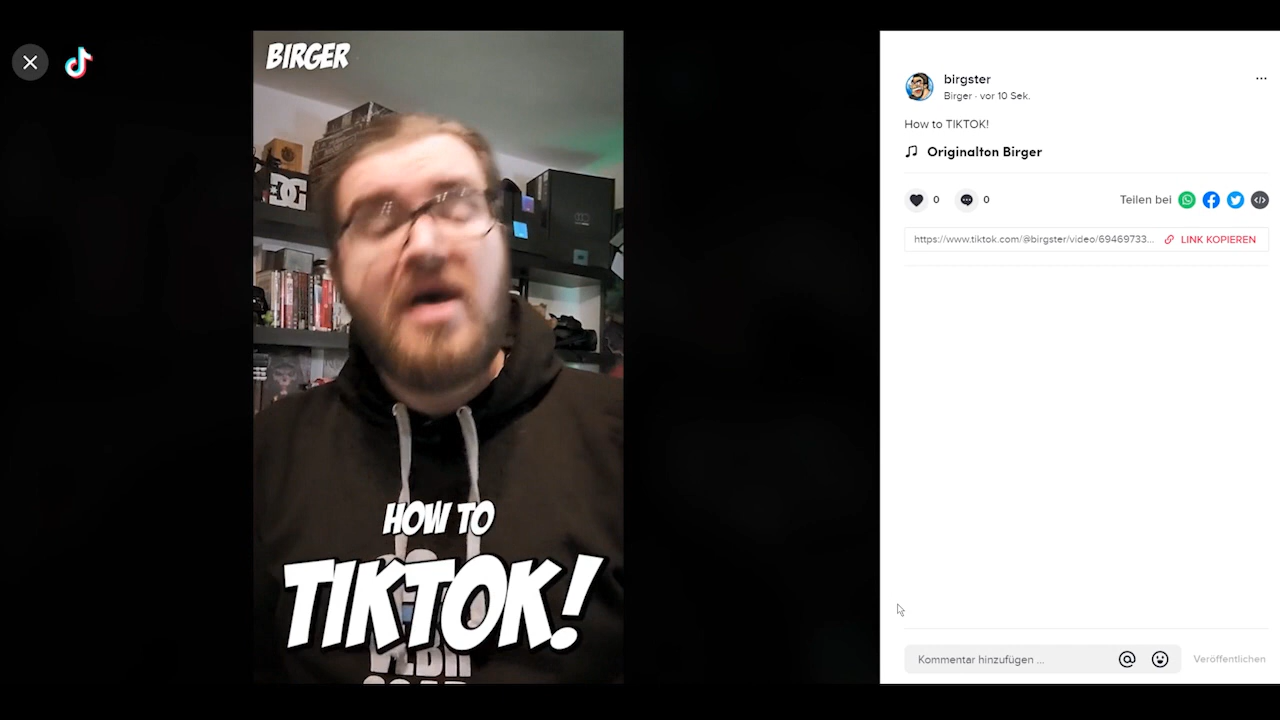 BIRGER
HOW TO
TIKTOK!
birgster
Birger · vor 10 Sek.
How to TIKTOK!
Originalton Birger
0
0
Teilen bei
https://www.tiktok.com/@birgster/video/69469733...
LINK KOPIEREN
Kommentar hinzufügen ...
Veröffentlichen